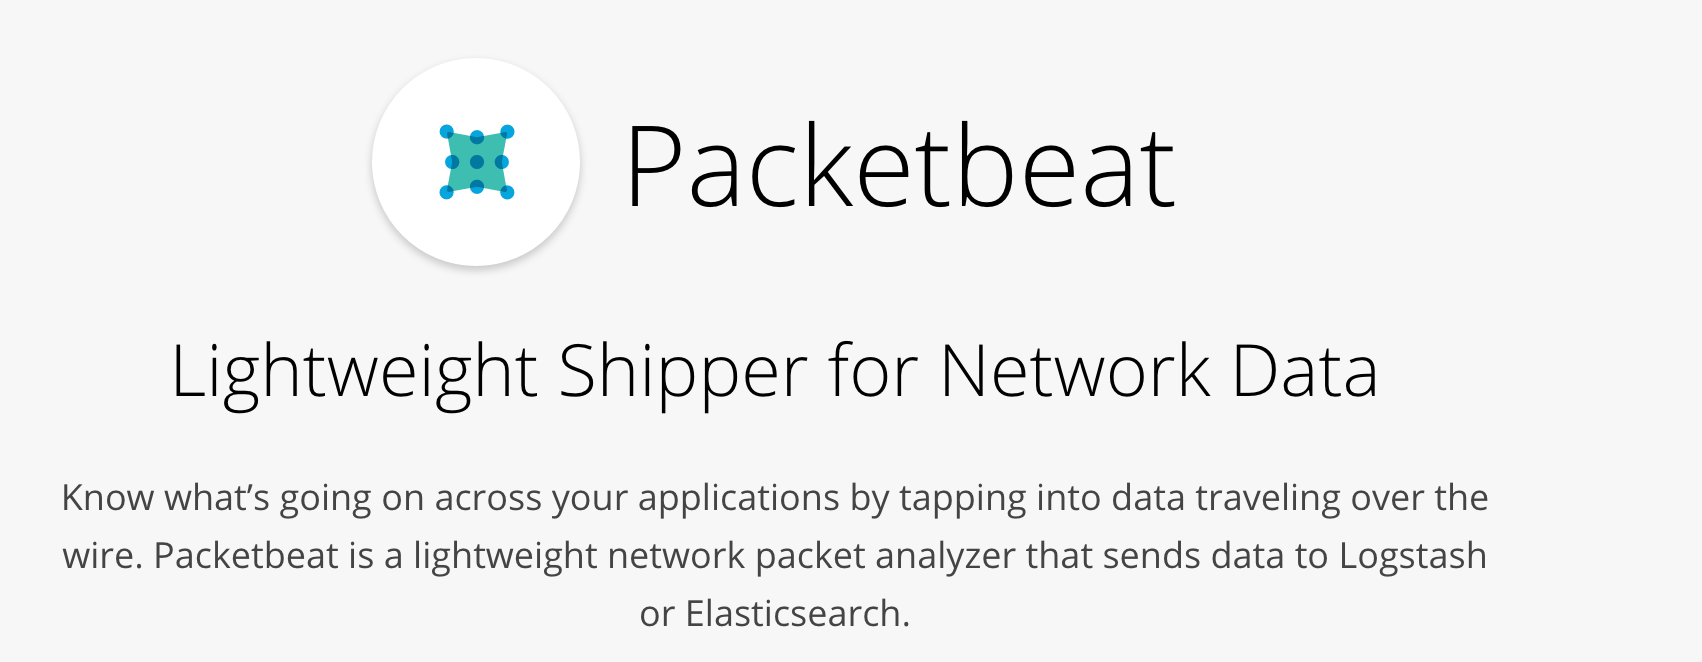 Packetbeat
Lightweight Shipper for Network Data
Know what’s going on across your applications by tapping into data traveling over the
wire. Packetbeat is a lightweight network packet analyzer that sends data to Logstash
or Elasticsearch.